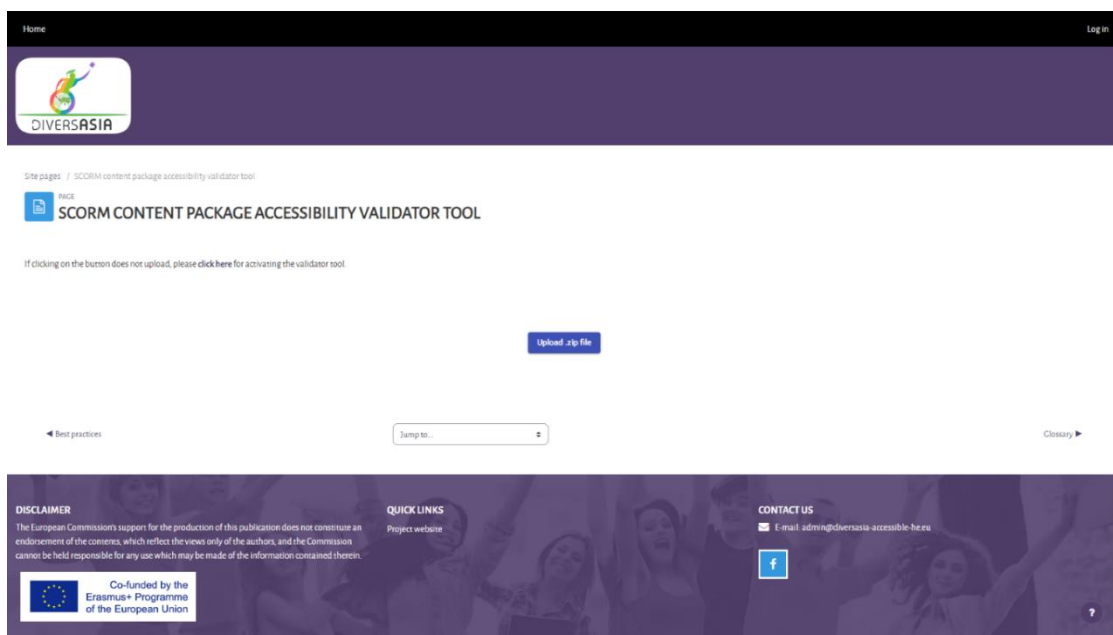 Home
Log in
DIVERSASIA
Site pages / SCORM content package accessibility validator tool
PAGE
SCORM CONTENT PACKAGE ACCESSIBILITY VALIDATOR TOOL
If clicking on the button does not upload, please click here for activating the validator tool.
Upload .zip file
◄ Best practices
Jump to...
Glossary ►
DISCLAIMER
The European Commission's support for the production of this publication does not constitute an
endorsement of the contents, which reflect the views only of the authors, and the Commission
cannot be held responsible for any use which may be made of the information contained therein.
Co-funded by the
Erasmus+ Programme
of the European Union
QUICK LINKS
Project website
CONTACT US
E-mail: admin@diversasia-accessible-he.eu
f
?